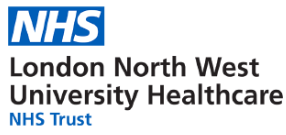 NHS
London North West
University Healthcare
NHS Trust